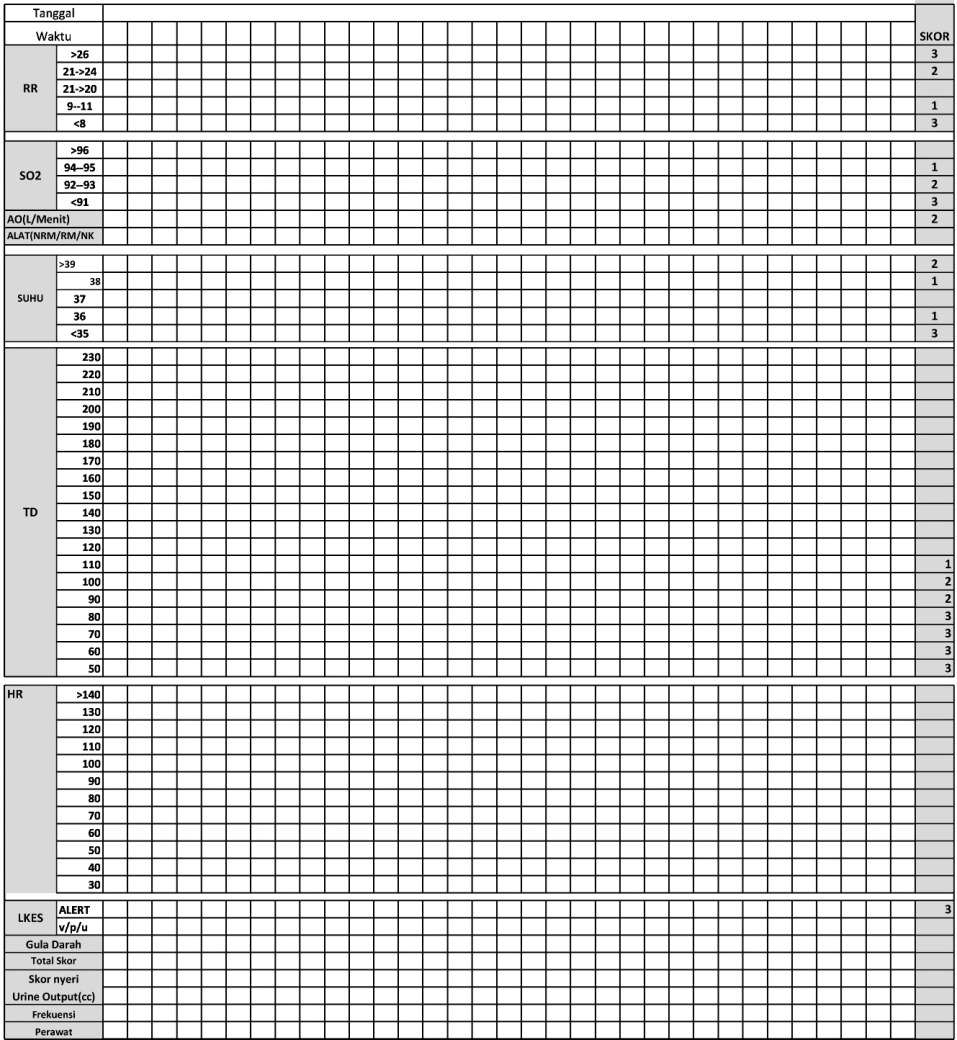 Tanggal
Waktu SKOR
>26 3
21->24 2
RR 21->20
9--11 1
<8 3
>96
94--95 1
SO2 92--93 2
<91 3
AO(L/Menit) 2
ALAT(NRM/RM/NK
>39 2
38 1
SUHU 37
36 1
<35 3
230
220
210
200
190
180
170
160
150
TD 140
130
120
110 1
100 2
90 2
80 3
70 3
60 3
50 3
HR >140
130
120
110
100
90
80
70
60
50
40
30
LKES ALERT 3
v/p/u
Gula Darah
Total Skor
Skor nyeri
Urine Output(cc)
Frekuensi
Perawat